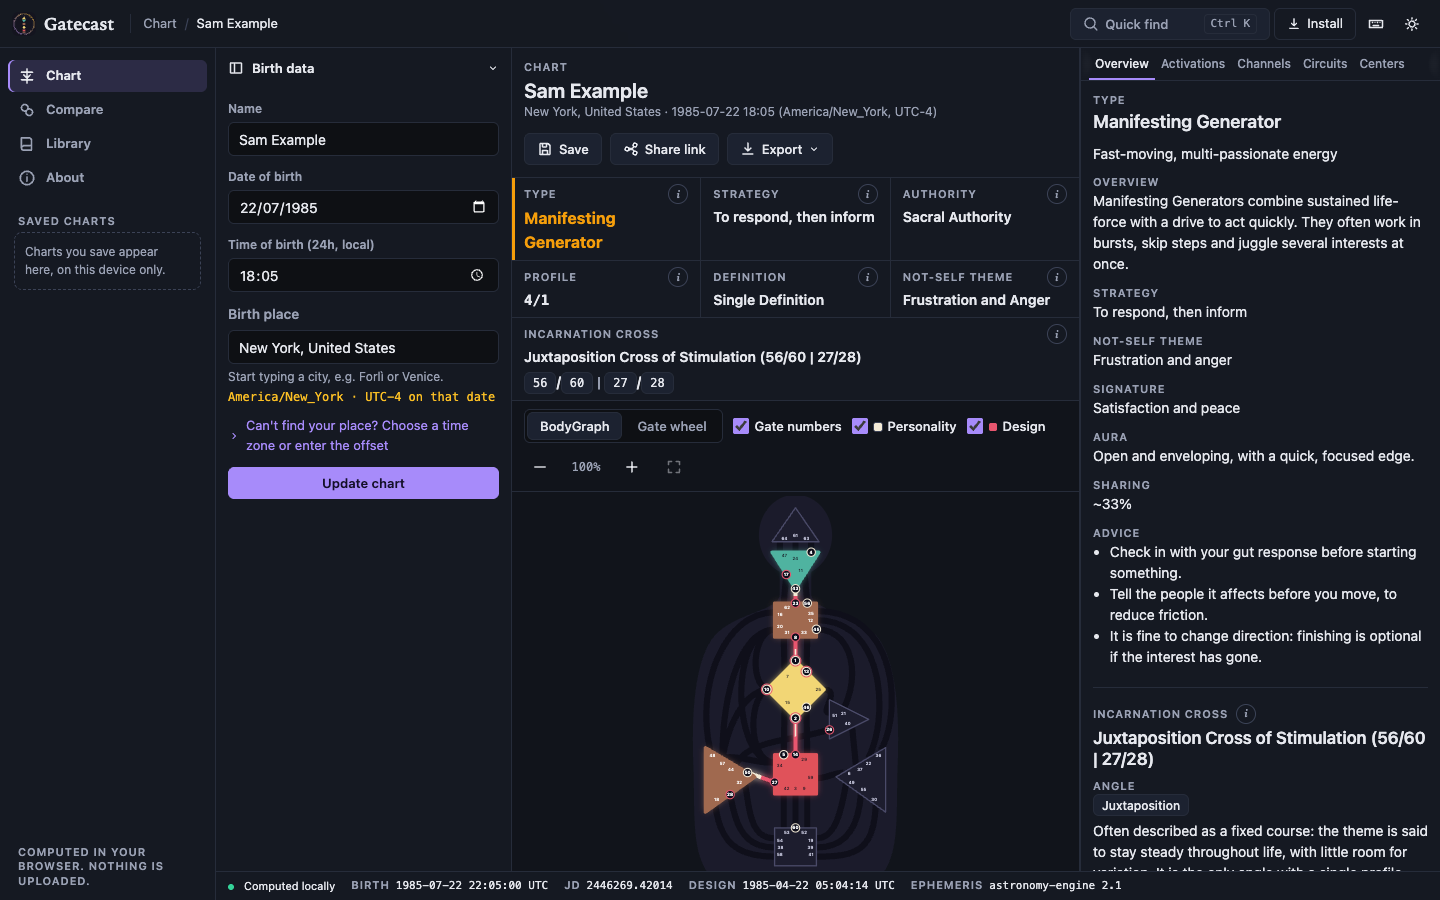 Gatecast
Chart / Sam Example
Quick find Ctrl K
Install
Chart
Compare
Library
About
SAVED CHARTS
Charts you save appear
here, on this device only.
COMPUTED IN YOUR
BROWSER. NOTHING IS
UPLOADED.
Birth data
Name
Sam Example
Date of birth
22/07/1985
Time of birth (24h, local)
18:05
Birth place
New York, United States
Start typing a city, e.g. Forlì or Venice.
America/New_York · UTC−4 on that date
Can't find your place? Choose a time
zone or enter the offset
Update chart
CHART
Sam Example
New York, United States · 1985-07-22 18:05 (America/New_York, UTC-4)
Save
Share link
Export
TYPE
Manifesting
Generator
STRATEGY
To respond, then inform
AUTHORITY
Sacral Authority
PROFILE
4/1
DEFINITION
Single Definition
NOT-SELF THEME
Frustration and Anger
INCARNATION CROSS
Juxtaposition Cross of Stimulation (56/60 | 27/28)
56 / 60 | 27 / 28
BodyGraph
Gate wheel
Gate numbers
Personality
Design
100%
Overview
Activations
Channels
Circuits
Centers
TYPE
Manifesting Generator
Fast-moving, multi-passionate energy
OVERVIEW
Manifesting Generators combine sustained life-
force with a drive to act quickly. They often work in
bursts, skip steps and juggle several interests at
once.
STRATEGY
To respond, then inform
NOT-SELF THEME
Frustration and anger
SIGNATURE
Satisfaction and peace
AURA
Open and enveloping, with a quick, focused edge.
SHARING
~33%
ADVICE
• Check in with your gut response before starting
something.
• Tell the people it affects before you move, to
reduce friction.
• It is fine to change direction: finishing is optional
if the interest has gone.
INCARNATION CROSS
Juxtaposition Cross of Stimulation (56/60
| 27/28)
ANGLE
Juxtaposition
Often described as a fixed course: the theme is said
to stay steady throughout life, with little room for
Computed locally
BIRTH 1985-07-22 22:05:00 UTC
JD 2446269.42014
DESIGN 1985-04-22 05:04:14 UTC
EPHEMERIS astronomy-engine 2.1